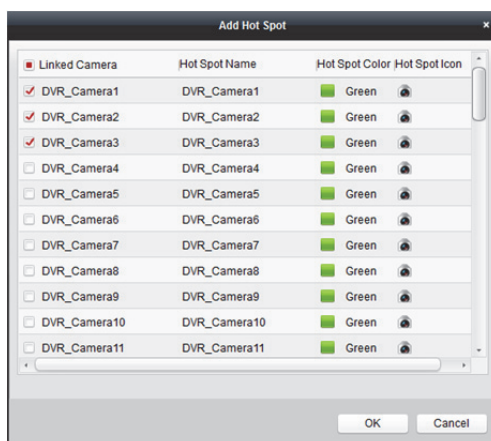 Add Hot Spot
Linked Camera Hot Spot Name Hot Spot Color Hot Spot Icon
DVR_Camera1 DVR_Camera1 Green
DVR_Camera2 DVR_Camera2 Green
DVR_Camera3 DVR_Camera3 Green
DVR_Camera4 DVR_Camera4 Green
DVR_Camera5 DVR_Camera5 Green
DVR_Camera6 DVR_Camera6 Green
DVR_Camera7 DVR_Camera7 Green
DVR_Camera8 DVR_Camera8 Green
DVR_Camera9 DVR_Camera9 Green
DVR_Camera10 DVR_Camera10 Green
DVR_Camera11 DVR_Camera11 Green
OK Cancel